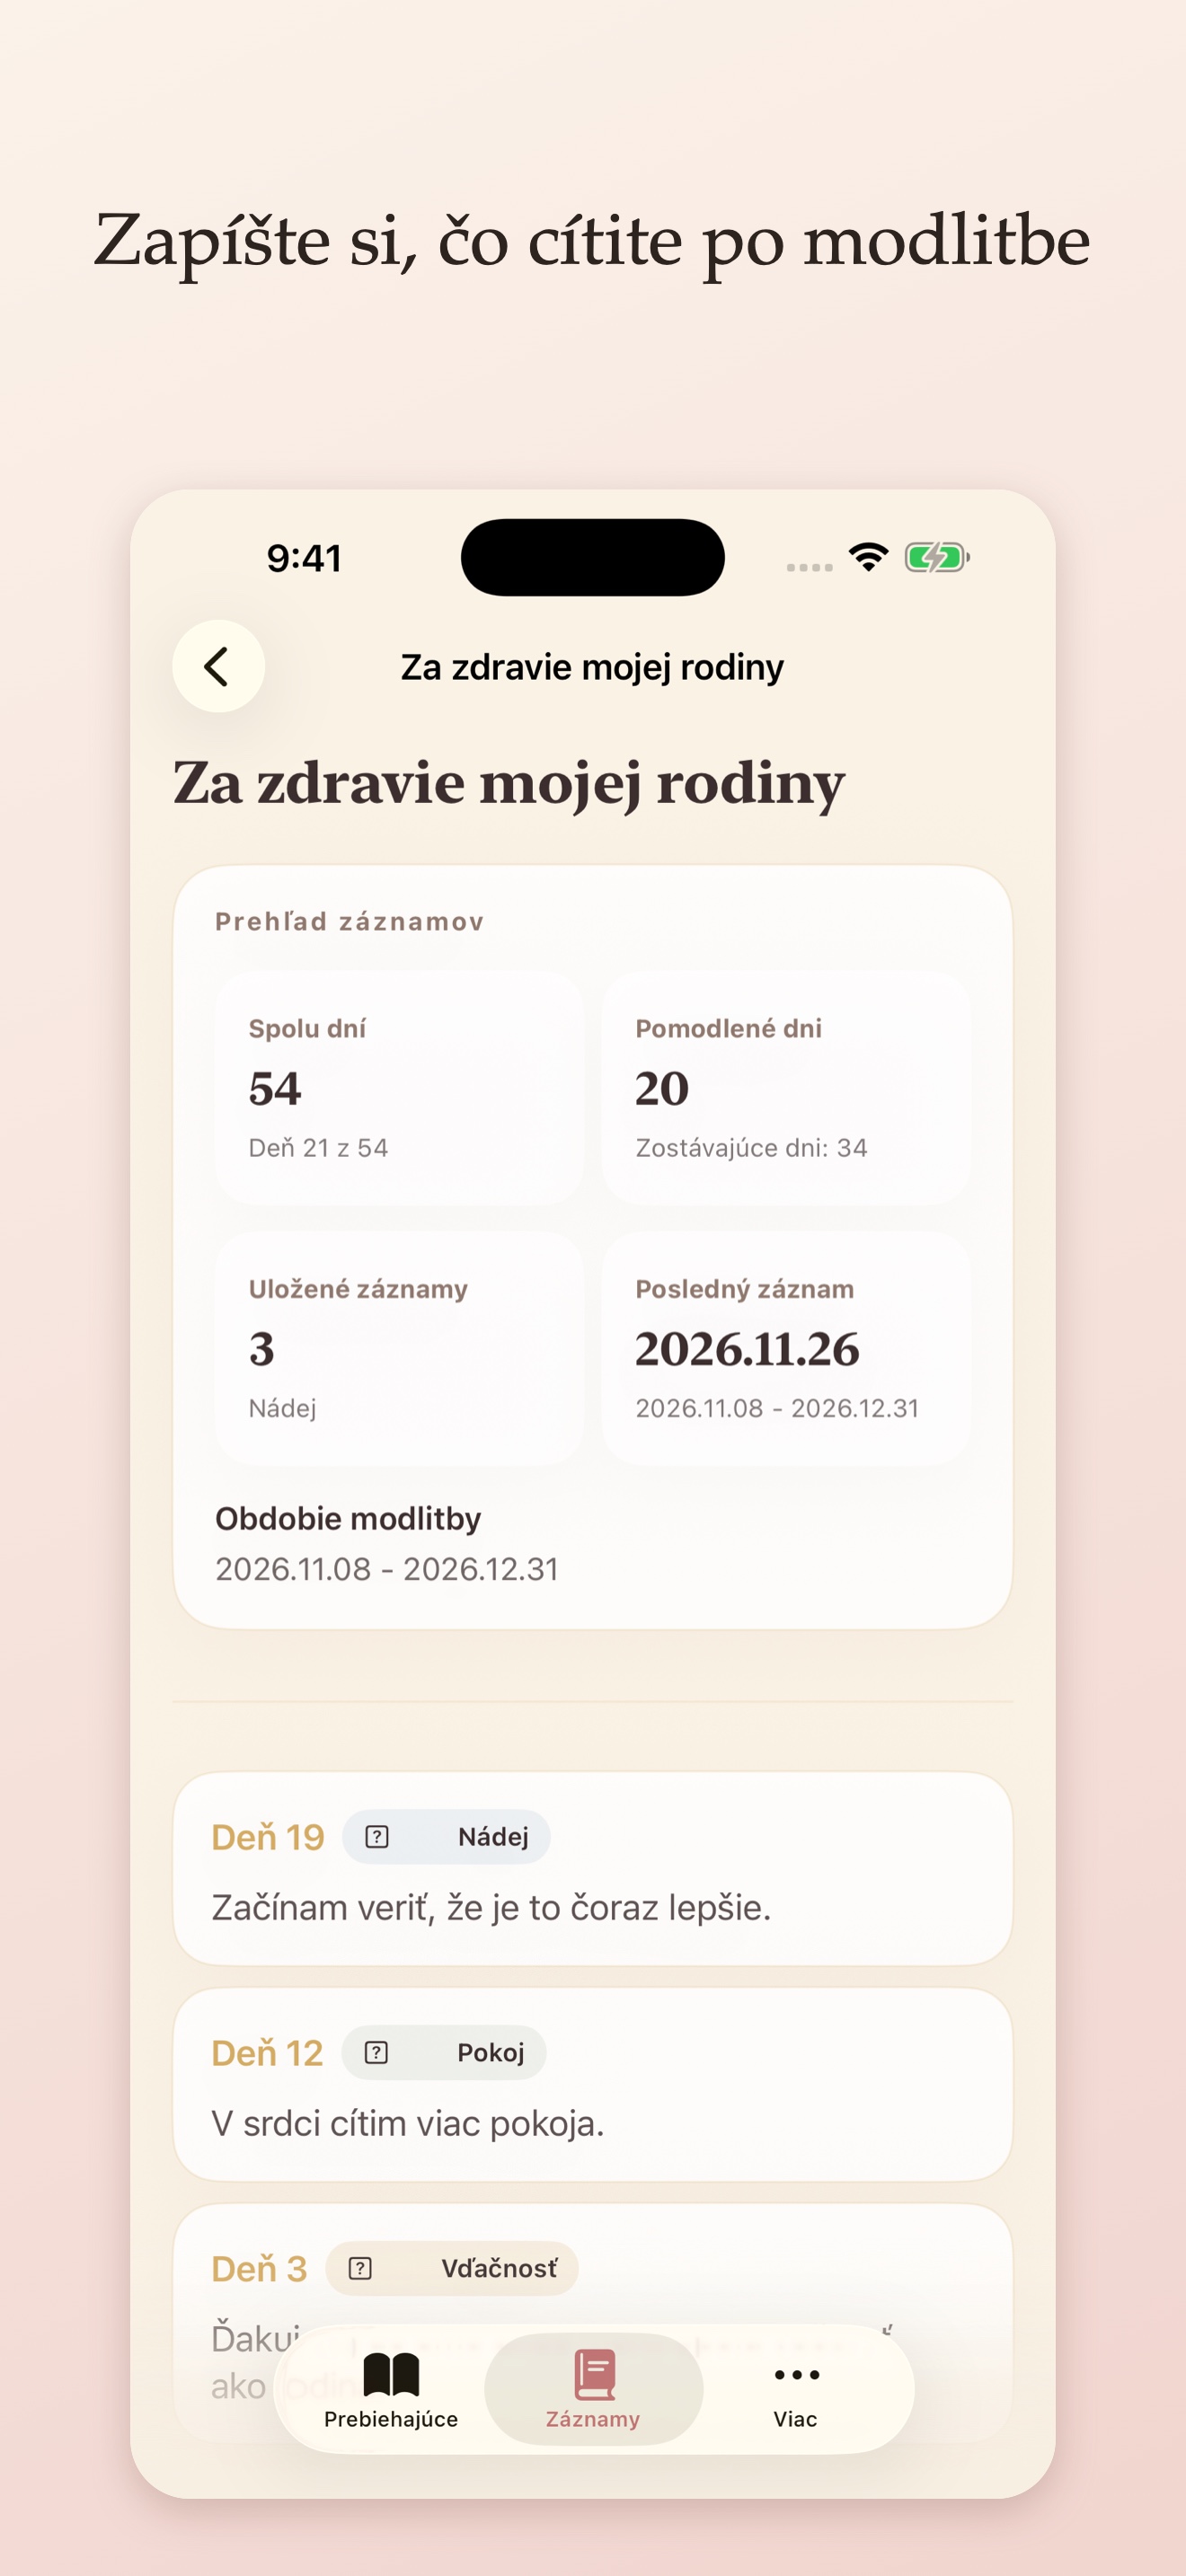 Zapíšte si, čo cítite po modlitbe
9:41
Za zdravie mojej rodiny
Za zdravie mojej rodiny
Prehľad záznamov
Spolu dní
54
Deň 21 z 54
Pomodlené dni
20
Zostávajúce dni: 34
Uložené záznamy
3
Nádej
Posledný záznam
2026.11.26
2026.11.08 - 2026.12.31
Obdobie modlitby
2026.11.08 - 2026.12.31
Deň 19 Nádej
Začínam veriť, že je to čoraz lepšie.
Deň 12 Pokoj
V srdci cítim viac pokoja.
Deň 3 Vďačnosť
ako
Prebiehajúce
Záznamy
Viac